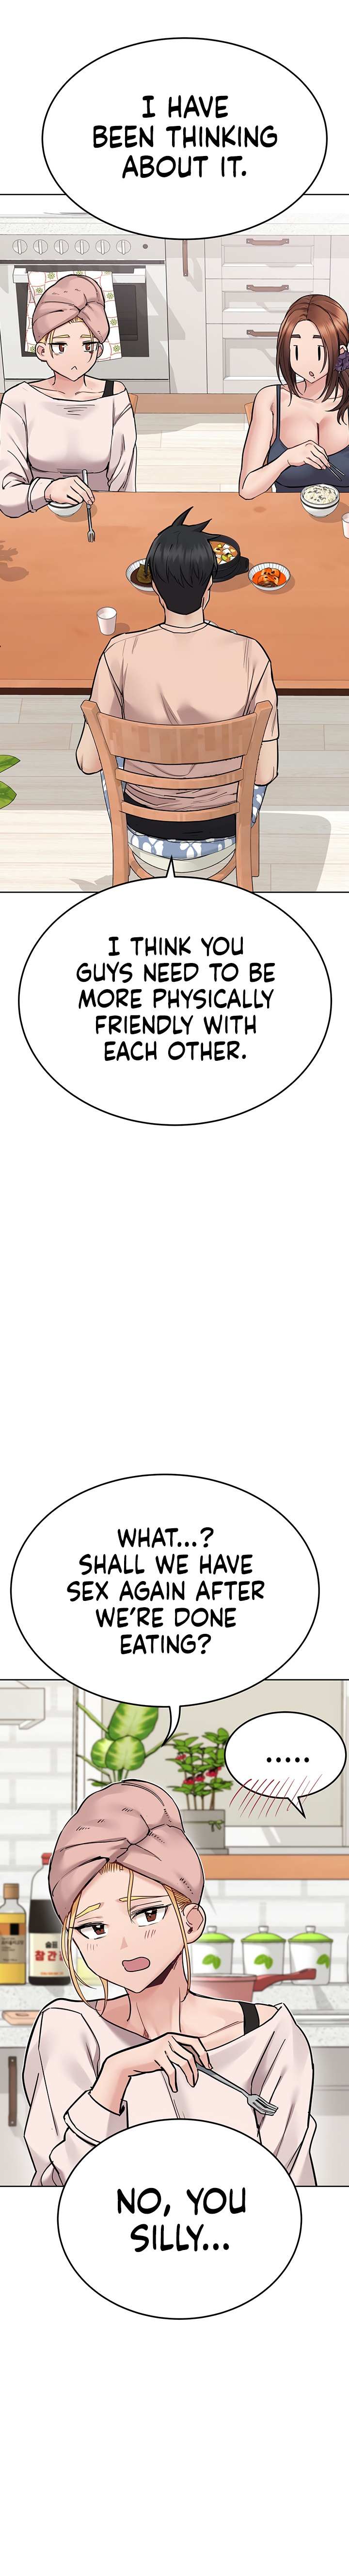 I HAVE
BEEN THINKING
ABOUT IT.
I THINK YOU
GUYS NEED TO BE
MORE PHYSICALLY
FRIENDLY WITH
EACH OTHER.
WHAT...?
SHALL WE HAVE
SEX AGAIN AFTER
WE'RE DONE
EATING?
.....
NO, YOU
SILLY...